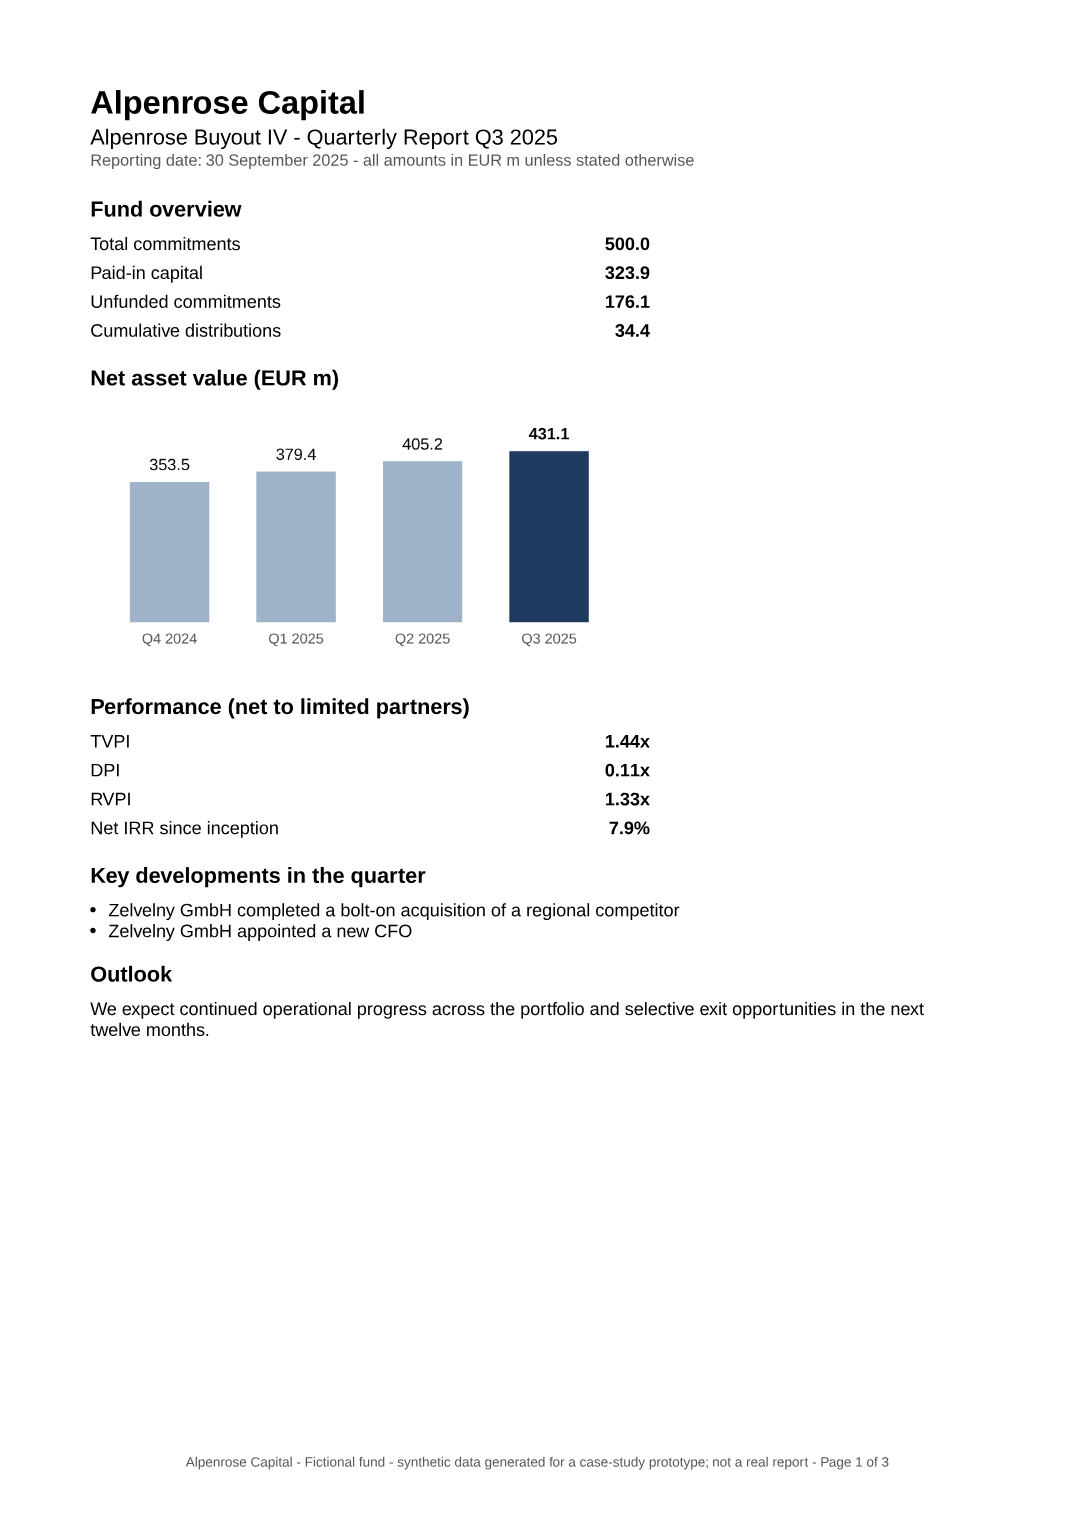 Alpenrose Capital
Alpenrose Buyout IV - Quarterly Report Q3 2025
Reporting date: 30 September 2025 - all amounts in EUR m unless stated otherwise
Fund overview
Total commitments 500.0
Paid-in capital 323.9
Unfunded commitments 176.1
Cumulative distributions 34.4
Net asset value (EUR m)
353.5 379.4 405.2 431.1
Q4 2024 Q1 2025 Q2 2025 Q3 2025
Performance (net to limited partners)
TVPI 1.44x
DPI 0.11x
RVPI 1.33x
Net IRR since inception 7.9%
Key developments in the quarter
• Zelvelny GmbH completed a bolt-on acquisition of a regional competitor
• Zelvelny GmbH appointed a new CFO
Outlook
We expect continued operational progress across the portfolio and selective exit opportunities in the next
twelve months.
Alpenrose Capital - Fictional fund - synthetic data generated for a case-study prototype; not a real report - Page 1 of 3